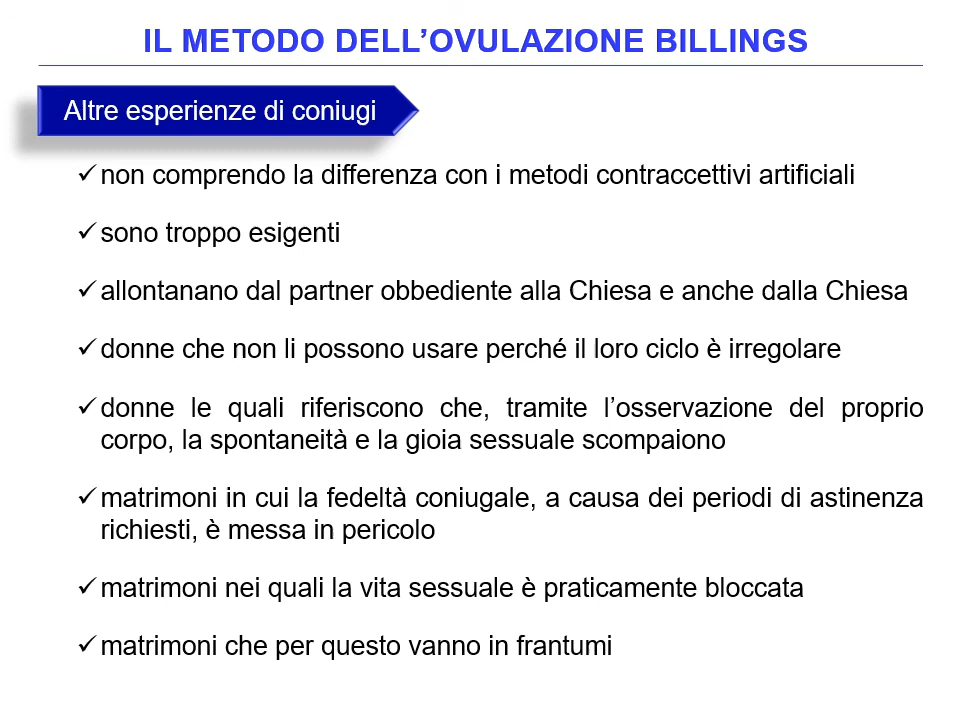 IL METODO DELL’OVULAZIONE BILLINGS
Altre esperienze di coniugi
✓ non comprendo la differenza con i metodi contraccettivi artificiali
✓ sono troppo esigenti
✓ allontanano dal partner obbediente alla Chiesa e anche dalla Chiesa
✓ donne che non li possono usare perché il loro ciclo è irregolare
✓ donne le quali riferiscono che, tramite l’osservazione del proprio
corpo, la spontaneità e la gioia sessuale scompaiono
✓ matrimoni in cui la fedeltà coniugale, a causa dei periodi di astinenza
richiesti, è messa in pericolo
✓ matrimoni nei quali la vita sessuale è praticamente bloccata
✓ matrimoni che per questo vanno in frantumi